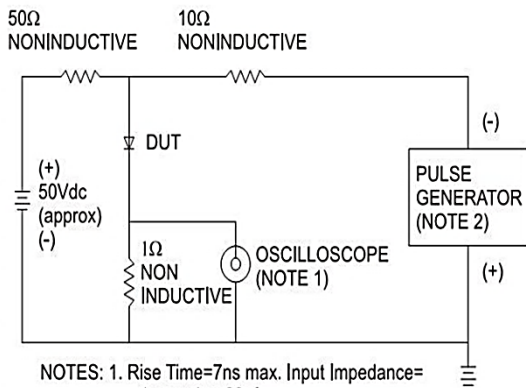 50Ω
NONINDUCTIVE
10Ω
NONINDUCTIVE
DUT
(+)
50Vdc
(approx)
(-)
(-)
PULSE
GENERATOR
(NOTE 2)
(+)
1Ω
NON
INDUCTIVE
OSCILLOSCOPE
(NOTE 1)
NOTES: 1. Rise Time=7ns max. Input Impedance=